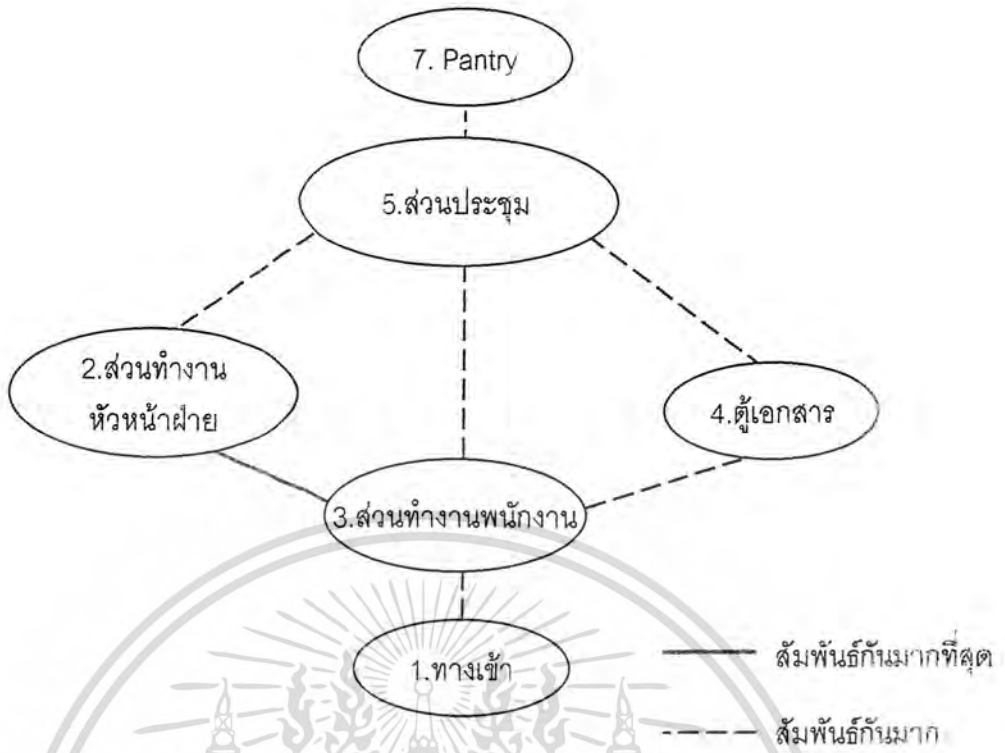 7. Pantry
5.ส่วนประชุม
2.ส่วนทำงาน
หัวหน้าฝ่าย
4.ตู้เอกสาร
3.ส่วนทำงานพนักงาน
1.ทางเข้า
สัมพันธ์กันมากที่สุด
สัมพันธ์กันมาก